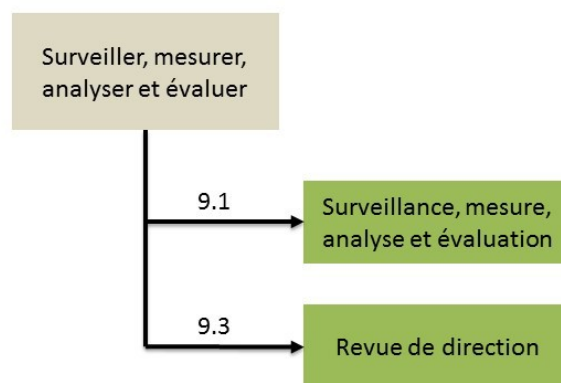 Surveiller, mesurer,
analyser et évaluer
9.1
Surveillance, mesure,
analyse et évaluation
9.3
Revue de direction